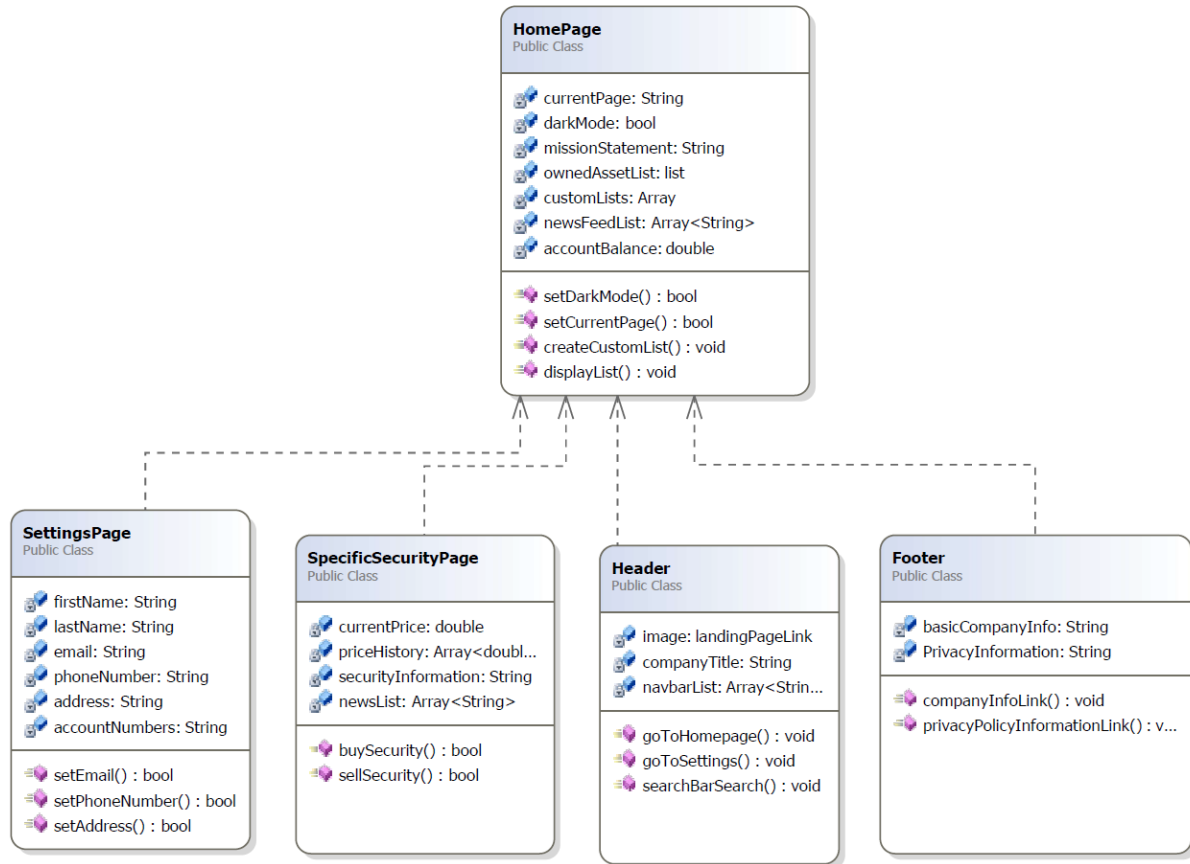 HomePage
Public Class
currentPage: String
darkMode: bool
missionStatement: String
ownedAssetList: list
customLists: Array
newsFeedList: Array<String>
accountBalance: double
setDarkMode() : bool
setCurrentPage() : bool
createCustomList() : void
displayList() : void
SettingsPage
Public Class
firstName: String
lastName: String
email: String
phoneNumber: String
address: String
accountNumbers: String
setEmail() : bool
setPhoneNumber() : bool
setAddress() : bool
SpecificSecurityPage
Public Class
currentPrice: double
priceHistory: Array<doubl...
securityInformation: String
newsList: Array<String>
buySecurity() : bool
sellSecurity() : bool
Header
Public Class
image: landingPageLink
companyTitle: String
navbarList: Array<Strin...
goToHomepage() : void
goToSettings() : void
searchBarSearch() : void
Footer
Public Class
basicCompanyInfo: String
PrivacyInformation: String
companyInfoLink() : void
privacyPolicyInformationLink() : v...